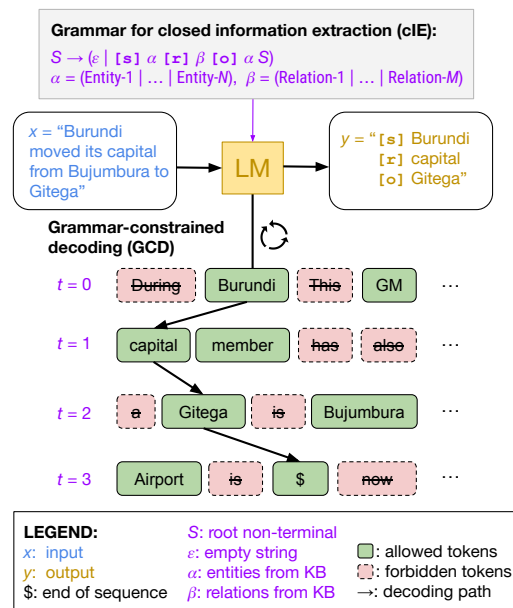 Grammar for closed information extraction (cIE):
S → (ε | [s] α [r] β [o] α S)
α = (Entity-1 | … | Entity-N), β = (Relation-1 | … | Relation-M)
x = “Burundi
moved its capital
from Bujumbura to
Gitega”
LM
y = “[s] Burundi
[r] capital
[o] Gitega”
Grammar-constrained
decoding (GCD)
t = 0 During Burundi This GM ⋯
t = 1 capital member has also ⋯
t = 2 a Gitega is Bujumbura ⋯
t = 3 Airport is $ now ⋯
LEGEND:
x: input
y: output
$: end of sequence
S: root non-terminal
ε: empty string
α: entities from KB
β: relations from KB
: allowed tokens
: forbidden tokens
→: decoding path